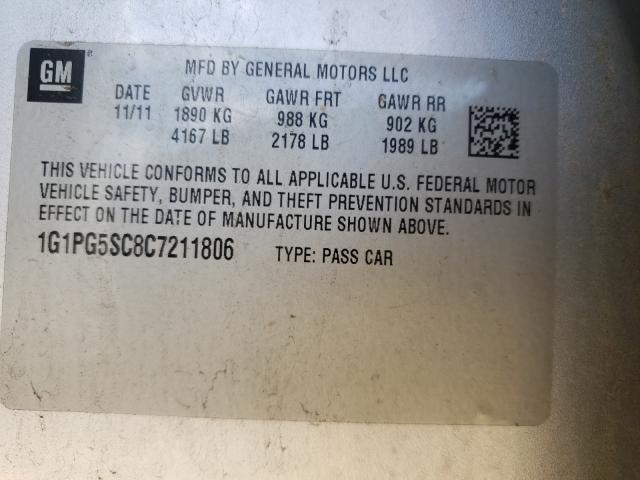 GM
MFD BY GENERAL MOTORS LLC
DATE GVWR GAWR FRT GAWR RR
11/11 1890 KG 988 KG 902 KG
4167 LB 2178 LB 1989 LB
THIS VEHICLE CONFORMS TO ALL APPLICABLE U.S. FEDERAL MOTOR
VEHICLE SAFETY, BUMPER, AND THEFT PREVENTION STANDARDS IN
EFFECT ON THE DATE OF MANUFACTURE SHOWN ABOVE.
1G1PG5SC8C7211806 TYPE: PASS CAR